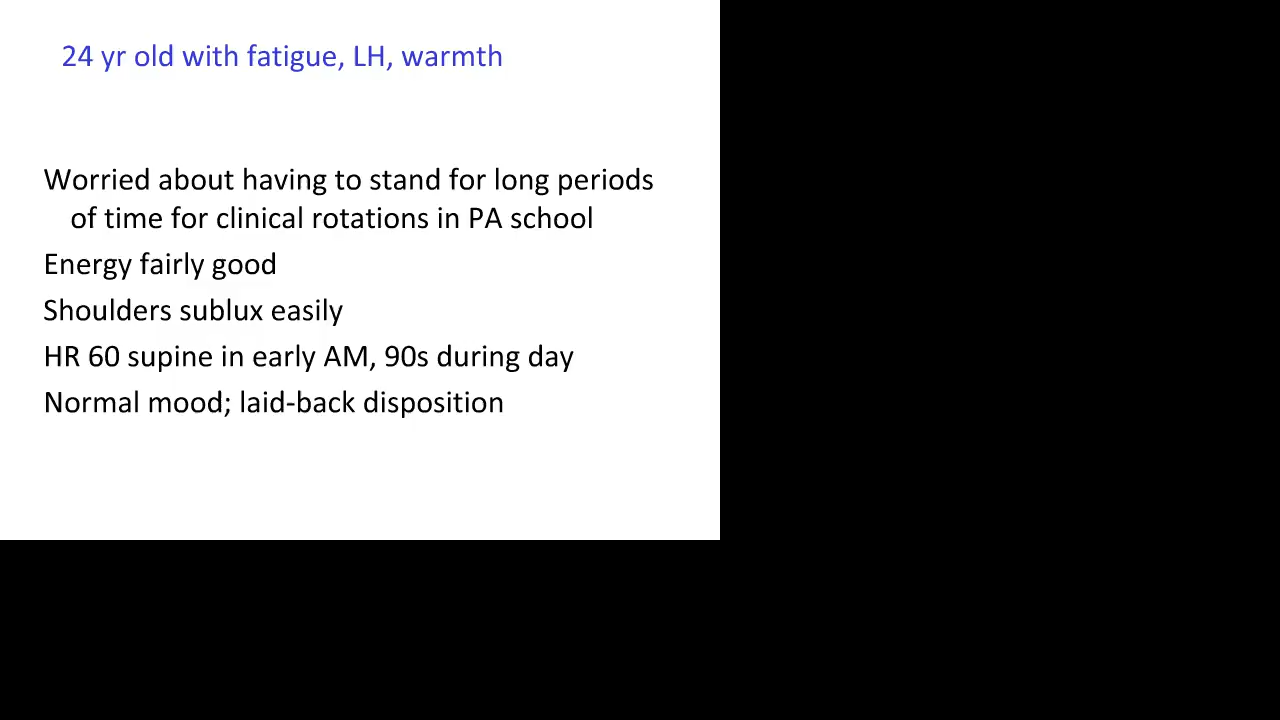 24 yr old with fatigue, LH, warmth
Worried about having to stand for long periods
of time for clinical rotations in PA school
Energy fairly good
Shoulders sublux easily
HR 60 supine in early AM, 90s during day
Normal mood; laid-back disposition